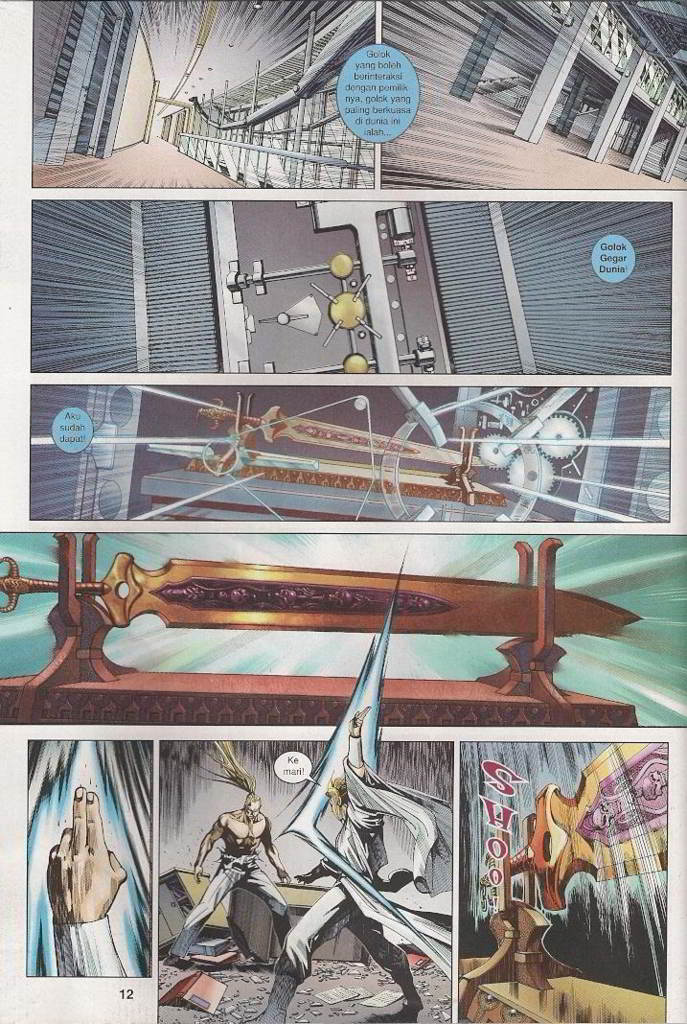 Golok
yang boleh
berinteraksi
dengan pemilik
nya, golok yang
paling berkuasa
di dunia ini
ialah...
Golok
Gegar
Dunia!
Aku
sudah
dapat!
Ke
mari!
SHOO
12